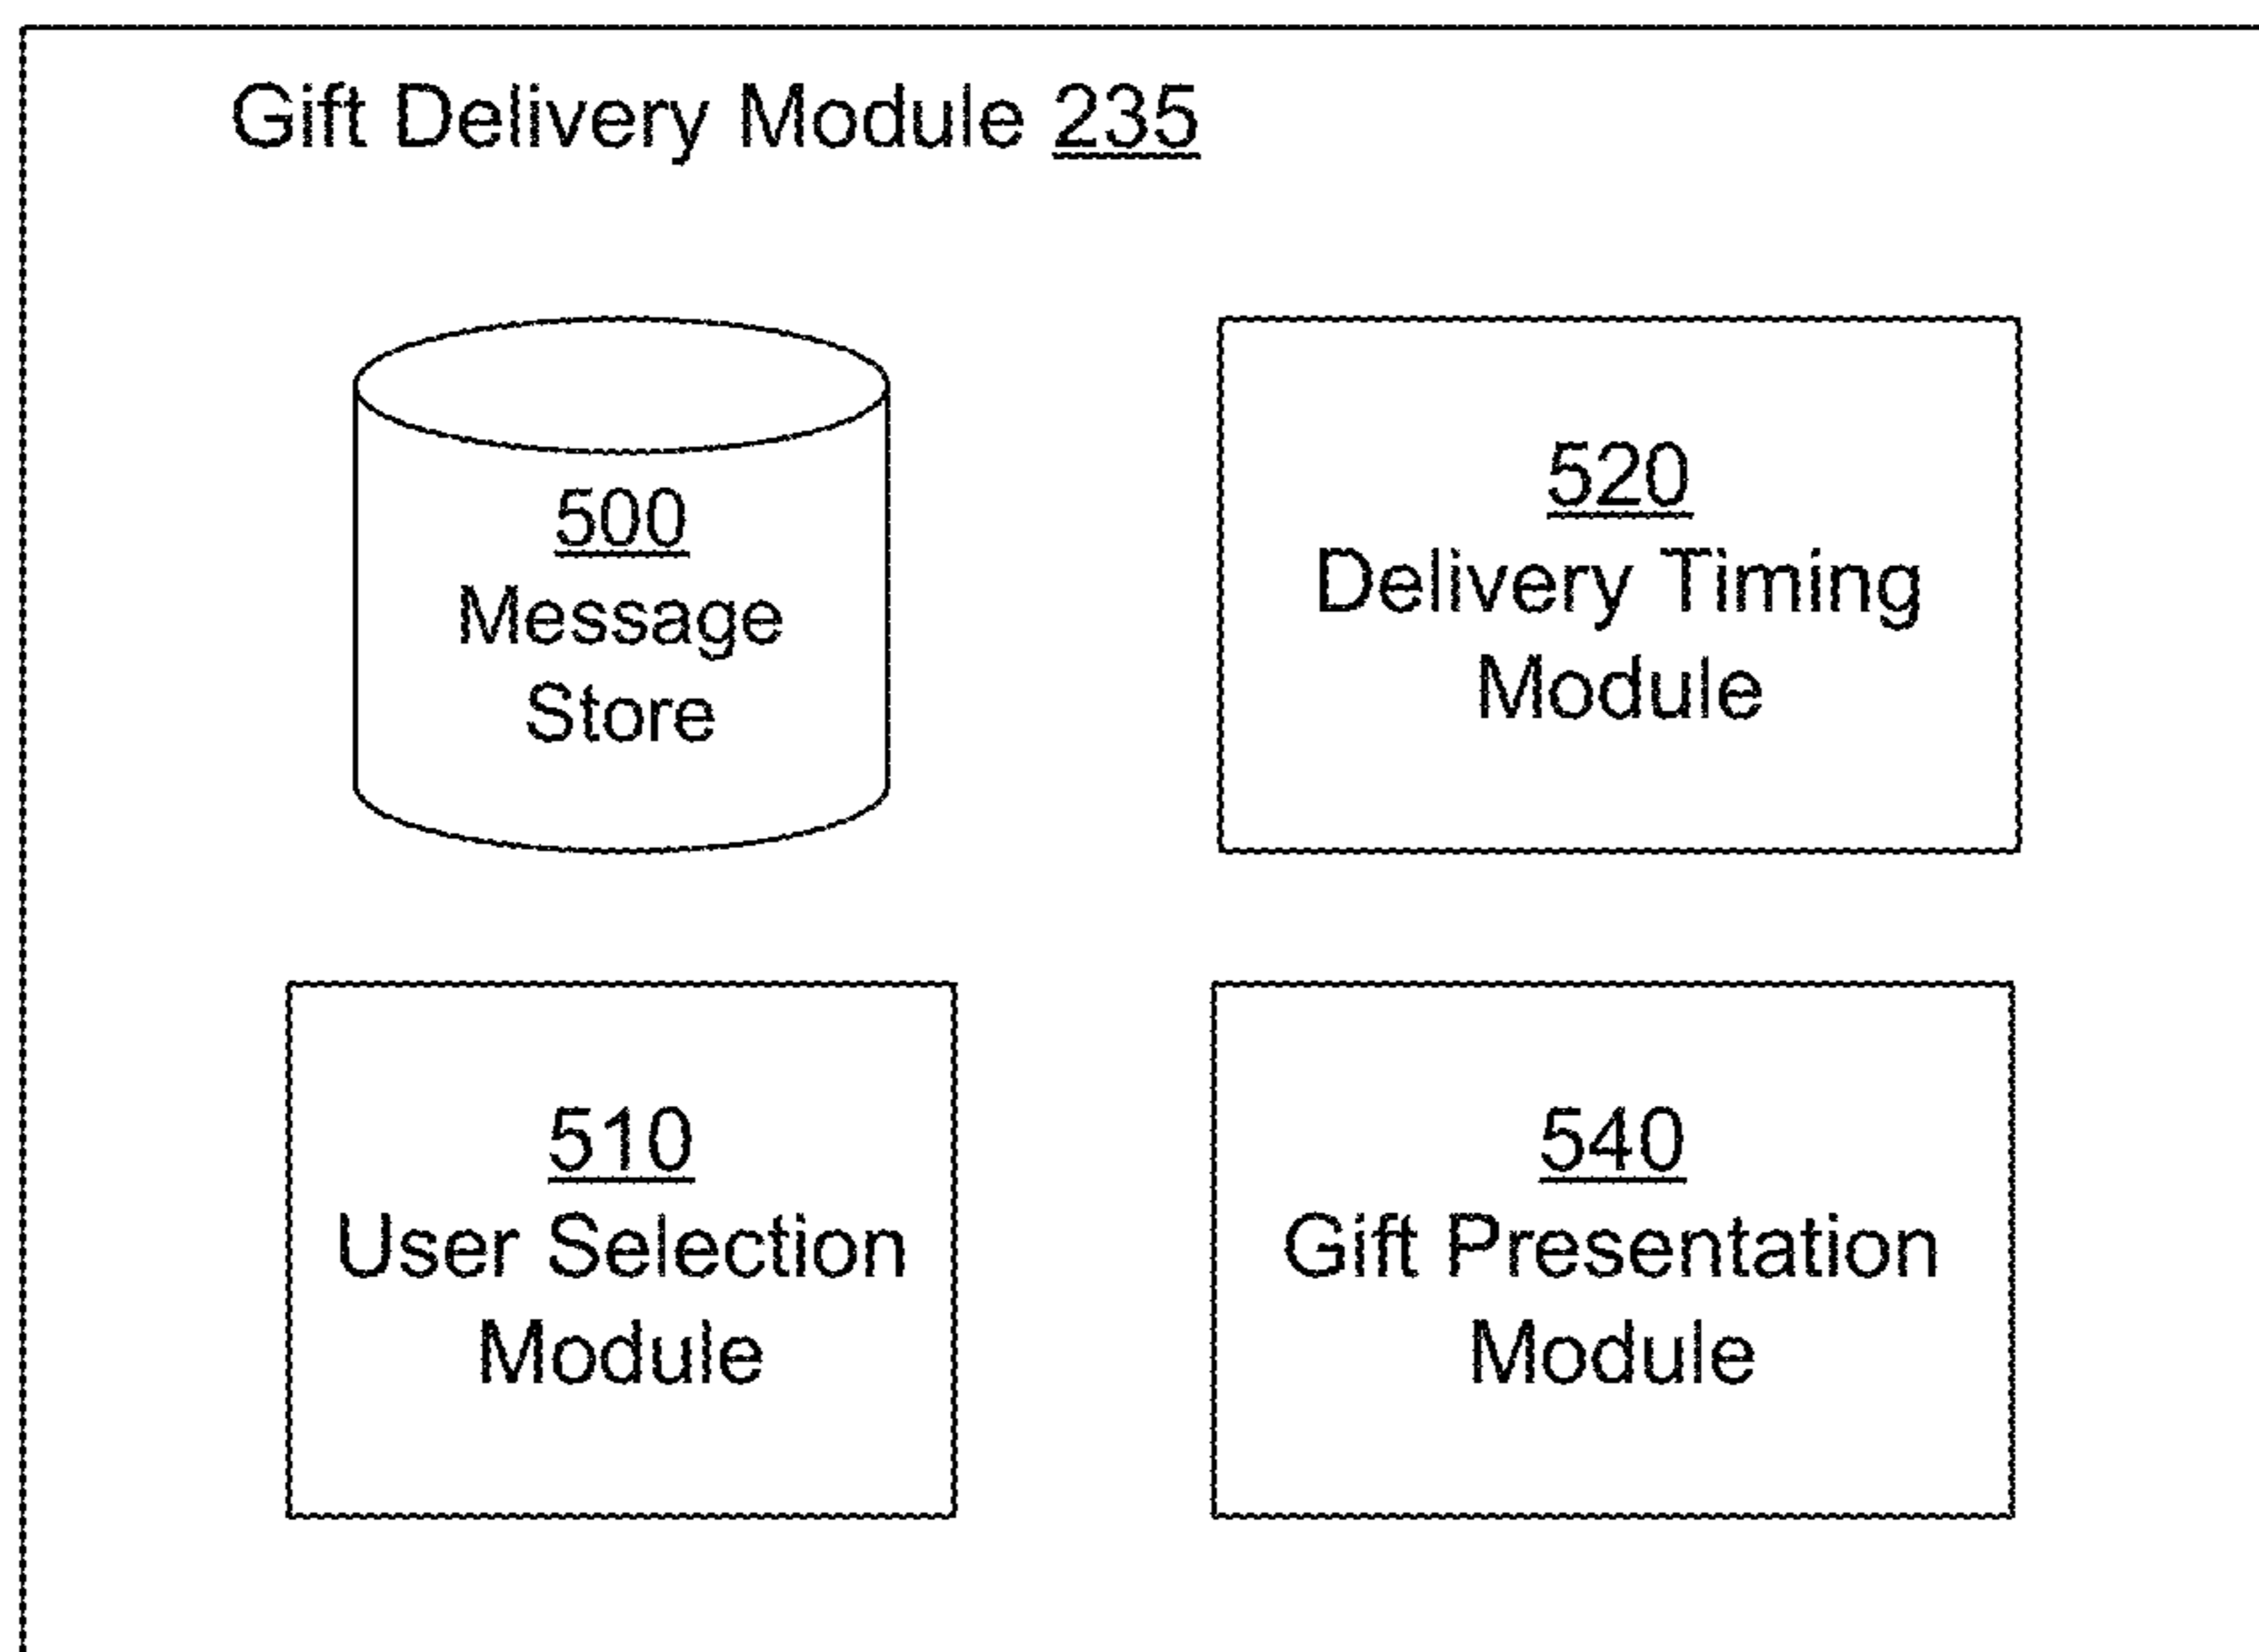 Gift Delivery Module 235
500
Message
Store
520
Delivery Timing
Module
510
User Selection
Module
540
Gift Presentation
Module